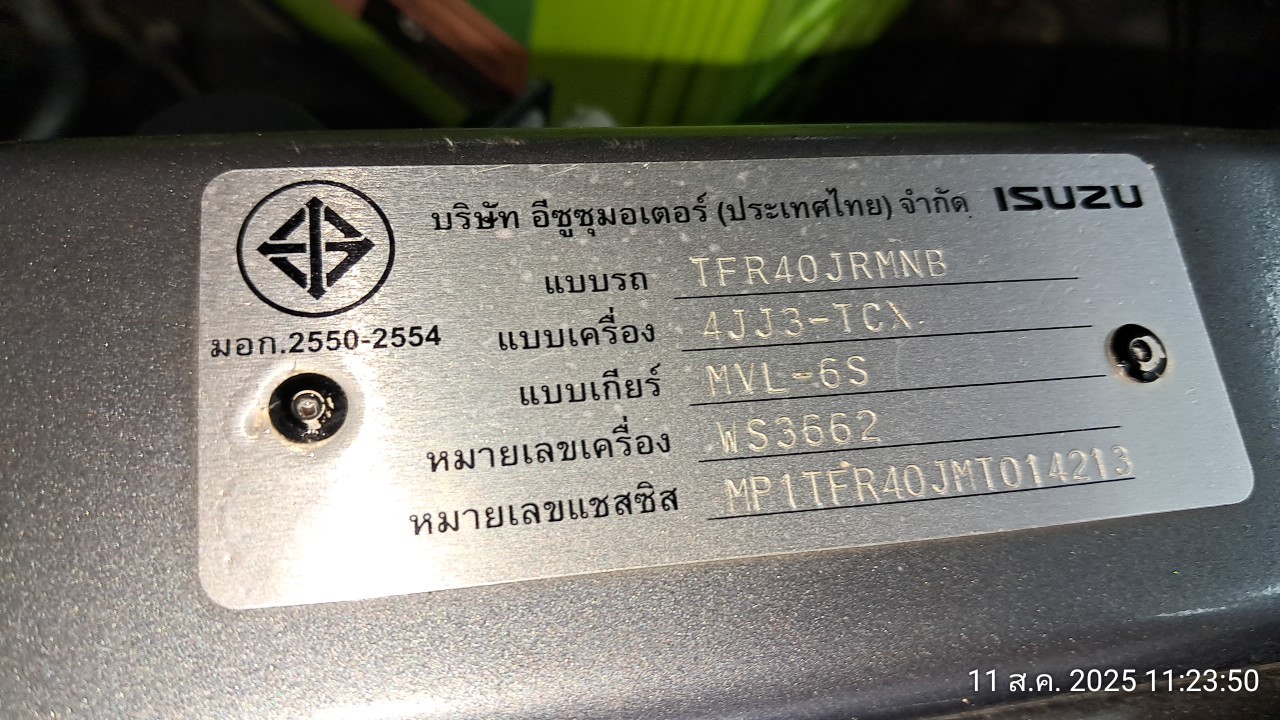 บริษัท อีซูซุมอเตอร์ (ประเทศไทย) จำกัด ISUZU
แบบรถ TFR40JRMNB
มอก.2550-2554
แบบเครื่อง 4JJ3-TCX
แบบเกียร์ MVL-6S
หมายเลขเครื่อง WS3662
หมายเลขแชสซิส MP1TFR40JMT014213
11 ส.ค. 2025 11:23:50